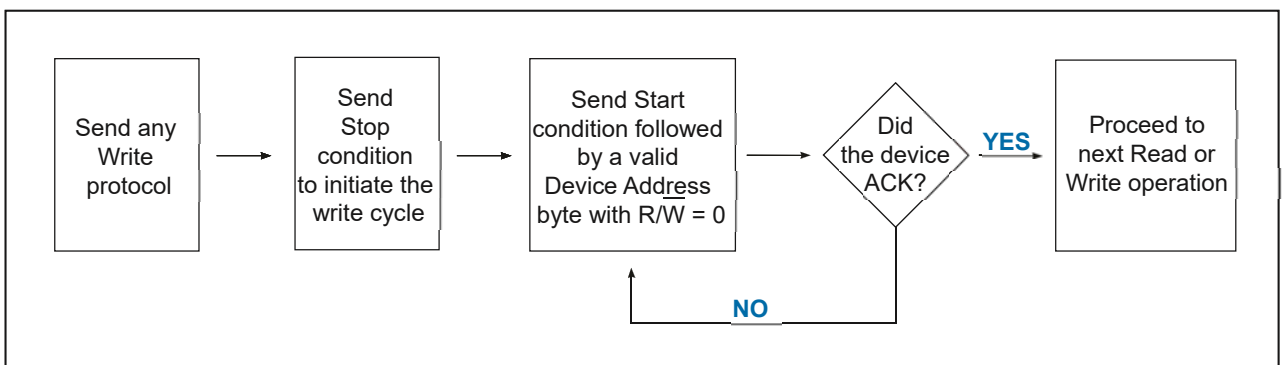 Send any
Write
protocol
Send
Stop
condition
to initiate the
write cycle
Send Start
condition followed
by a valid
Device Address
byte with R/W̅ = 0
Did
the device
ACK?
YES
NO
Proceed to
next Read or
Write operation